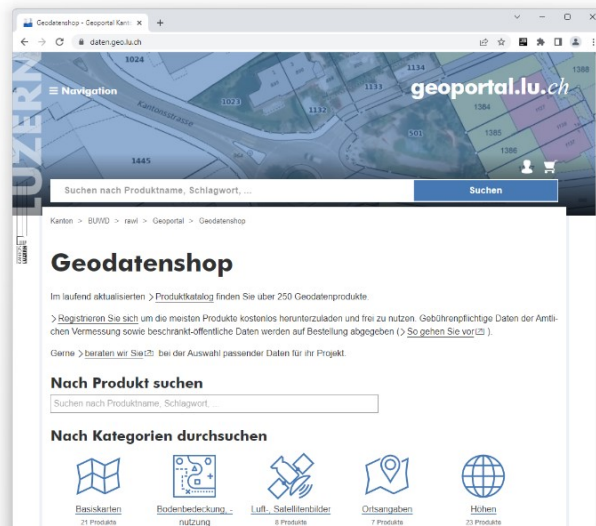 Geodatenshop - Geoportal Kant
daten.geo.lu.ch
LUZERN
1024
1134
1388
Navigation
1023
1133
1132
geoportal.lu.ch
Kantonsstrasse
1384
501
1385
1386
1445
Suchen nach Produktname, Schlagwort, ...
Suchen
Kanton > BUWD > rawi > Geoportal > Geodatenshop
Geodatenshop
Im laufend aktualisierten > Produktkatalog finden Sie über 250 Geodatenprodukte.
> Registrieren Sie sich um die meisten Produkte kostenlos herunterzuladen und frei zu nutzen. Gebührenpflichtige Daten der Amtli-
chen Vermessung sowie beschränkt-öffentliche Daten werden auf Bestellung abgegeben (> So gehen Sie vor ).
Gerne > beraten wir Sie bei der Auswahl passender Daten für ihr Projekt.
Nach Produkt suchen
Suchen nach Produktname, Schlagwort, ...
Nach Kategorien durchsuchen
Basiskarten
21 Produkte
Bodenbedeckung, -
nutzung
Luft-, Satellitenbilder
8 Produkte
Ortsangaben
7 Produkte
Höhen
23 Produkte